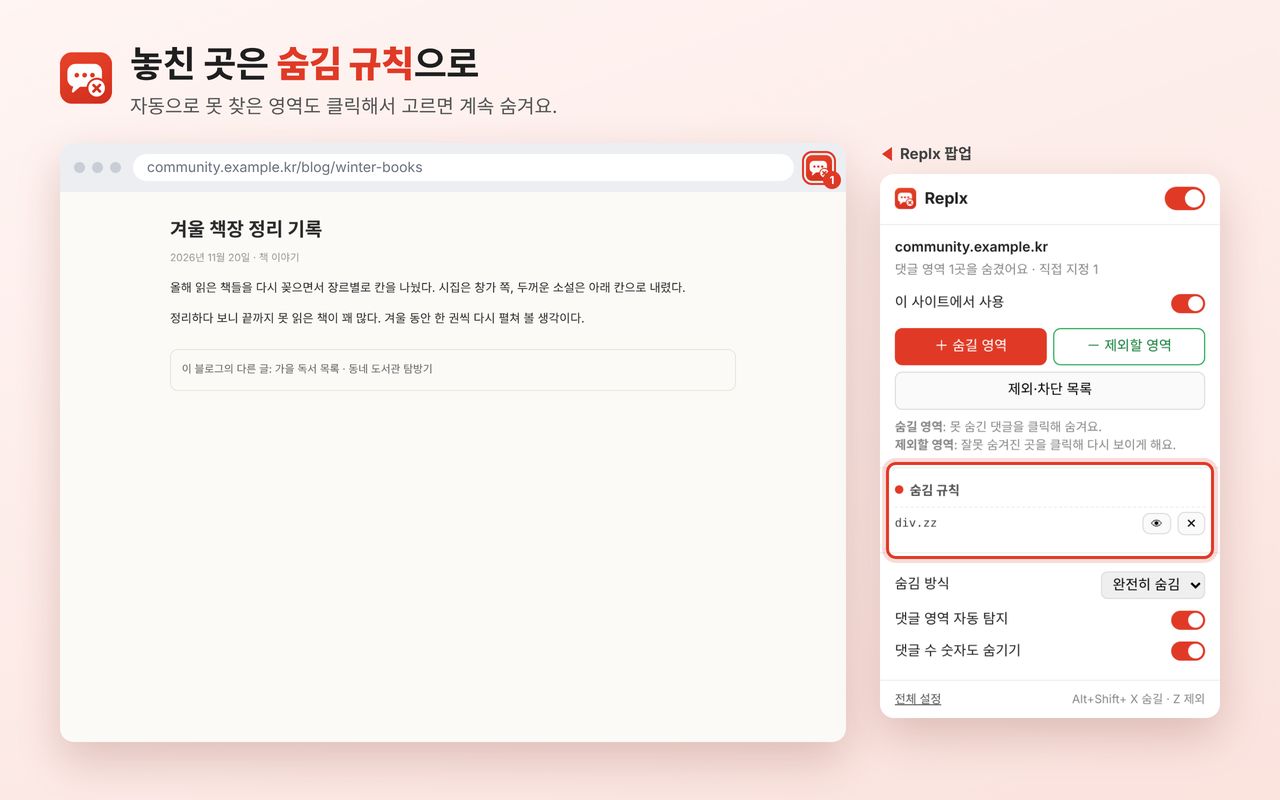 놓친 곳은 숨김 규칙으로
자동으로 못 찾은 영역도 클릭해서 고르면 계속 숨겨요.
community.example.kr/blog/winter-books
1
겨울 책장 정리 기록
2026년 11월 20일 · 책 이야기
올해 읽은 책들을 다시 꽂으면서 장르별로 칸을 나눴다. 시집은 창가 쪽, 두꺼운 소설은 아래 칸으로 내렸다.
정리하다 보니 끝까지 못 읽은 책이 꽤 많다. 겨울 동안 한 권씩 다시 펼쳐 볼 생각이다.
이 블로그의 다른 글: 가을 독서 목록 · 동네 도서관 탐방기
Replx 팝업
Replx
community.example.kr
댓글 영역 1곳을 숨겼어요 · 직접 지정 1
이 사이트에서 사용
+ 숨길 영역
− 제외할 영역
제외·차단 목록
숨길 영역: 못 숨긴 댓글을 클릭해 숨겨요.
제외할 영역: 잘못 숨겨진 곳을 클릭해 다시 보이게 해요.
숨김 규칙
div.zz
숨김 방식
완전히 숨김
댓글 영역 자동 탐지
댓글 수 숫자도 숨기기
전체 설정
Alt+Shift+ X 숨길 · Z 제외